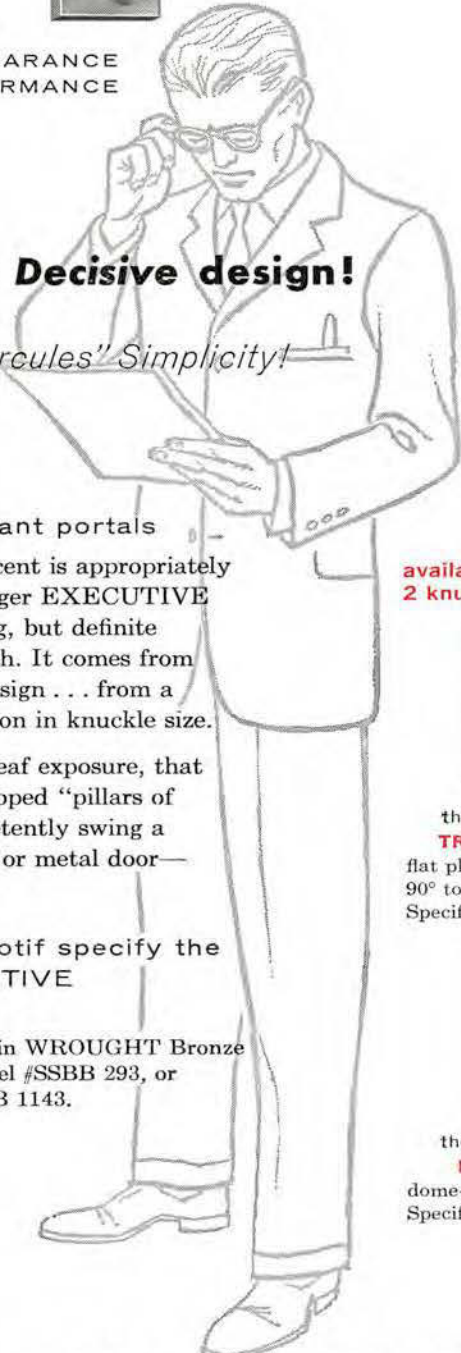 ARANCE
RMANCE
Decisive design!
rcules" Simplicity!
ant portals
cent is appropriately
ger EXECUTIVE
g, but definite
h. It comes from
sign . . . from a
on in knuckle size.
eaf exposure, that
pped “pillars of
tently swing a
or metal door—
otif specify the
TIVE
in WROUGHT Bronze
el #SSBB 293, or
B 1143.
availa
2 knu
th
TR
flat pl
90° to
Specif
th
dome-
Specif